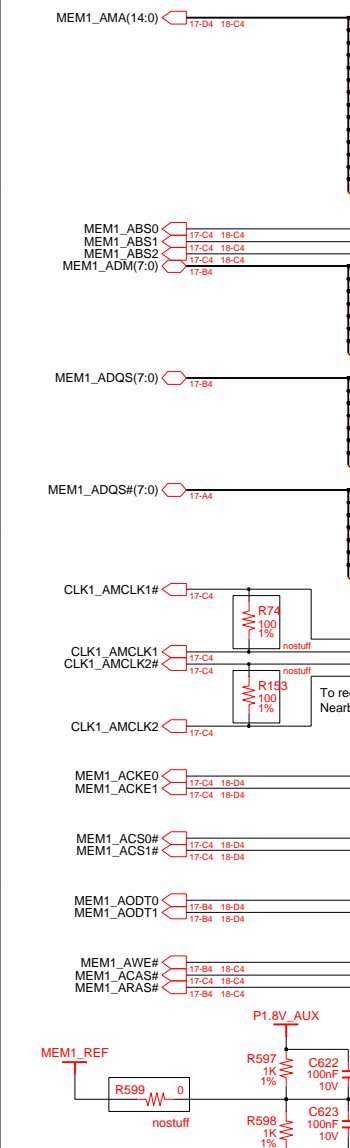 MEM1_AMA(14:0)
17-D4 18-C4
MEM1_ABS0
17-C4 18-C4
MEM1_ABS1
17-C4 18-C4
MEM1_ABS2
17-C4 18-C4
MEM1_ADM(7:0)
17-B4
MEM1_ADQS(7:0)
17-B4
MEM1_ADQS#(7:0)
17-A4
CLK1_AMCLK1#
17-C4
R74
100
1%
nostuff
CLK1_AMCLK1
17-C4
CLK1_AMCLK2#
17-C4
nostuff
R153
100
1%
CLK1_AMCLK2
17-C4
MEM1_ACKE0
17-C4 18-D4
MEM1_ACKE1
17-C4 18-D4
MEM1_ACS0#
17-C4 18-D4
MEM1_ACS1#
17-C4 18-D4
MEM1_AODT0
17-B4 18-D4
MEM1_AODT1
17-B4 18-D4
MEM1_AWE#
17-B4 18-C4
MEM1_ACAS#
17-C4 18-C4
MEM1_ARAS#
17-B4 18-C4
P1.8V_AUX
MEM1_REF
R597
1K
1%
C622
100nF
10V
R599 0
nostuff
R598
1K
1%
C623
100nF
10V
To